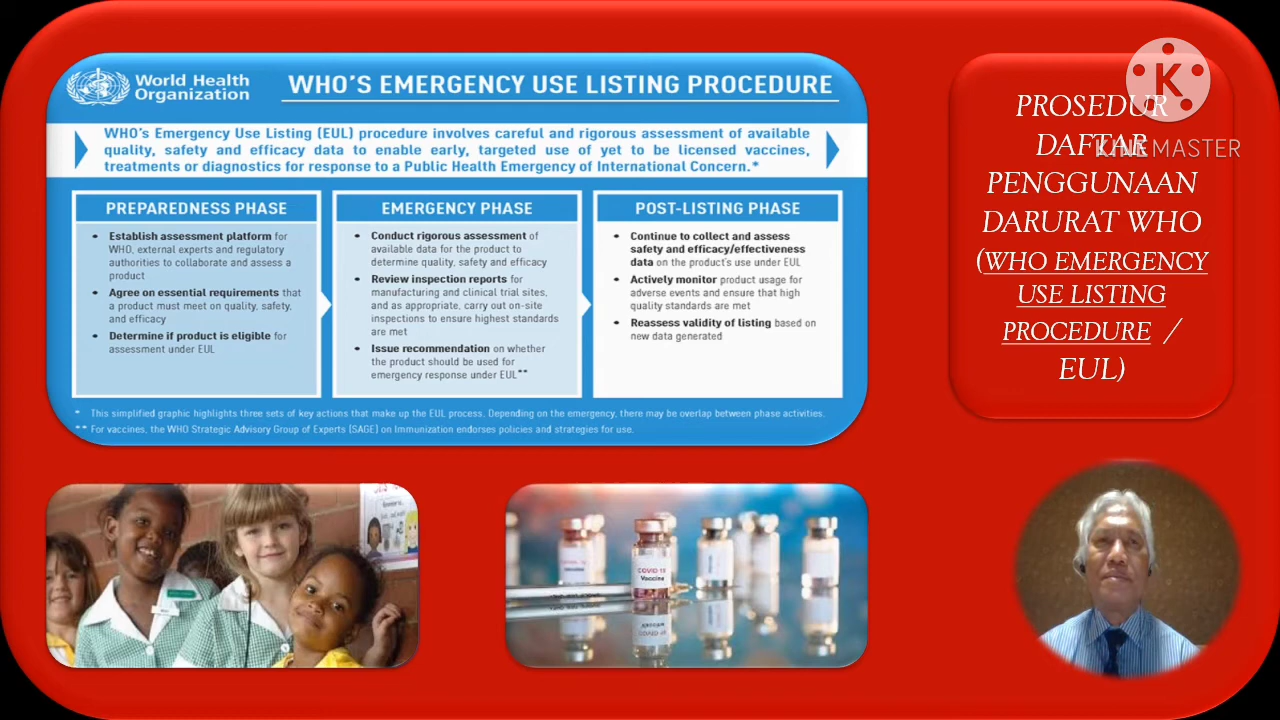 World Health
Organization
WHO'S EMERGENCY USE LISTING PROCEDURE
WHO's Emergency Use Listing (EUL) procedure involves careful and rigorous assessment of available
quality, safety and efficacy data to enable early, targeted use of yet to be licensed vaccines,
treatments or diagnostics for response to a Public Health Emergency of International Concern.*
PREPAREDNESS PHASE
• Establish assessment platform for
WHO, external experts and regulatory
authorities to collaborate and assess a
product
• Agree on essential requirements that
a product must meet on quality, safety,
and efficacy
• Determine if product is eligible for
assessment under EUL
EMERGENCY PHASE
• Conduct rigorous assessment of
available data for the product to
determine quality, safety and efficacy
• Review inspection reports for
manufacturing and clinical trial sites,
and as appropriate, carry out on-site
inspections to ensure highest standards
are met
• Issue recommendation on whether
the product should be used for
emergency response under EUL**
POST-LISTING PHASE
• Continue to collect and assess
safety and efficacy/effectiveness
data on the product's use under EUL
• Actively monitor product usage for
adverse events and ensure that high
quality standards are met
• Reassess validity of listing based on
new data generated
* This simplified graphic highlights three sets of key actions that make up the EUL process. Depending on the emergency, there may be overlap between phase activities.
** For vaccines, the WHO Strategic Advisory Group of Experts (SAGE) on Immunization endorses policies and strategies for use.
PROSEDUR
DAFTAR
PENGGUNAAN
DARURAT WHO
(WHO EMERGENCY
USE LISTING
PROCEDURE /
EUL)
K
KINEMASTER
COVID 19
Vaccine